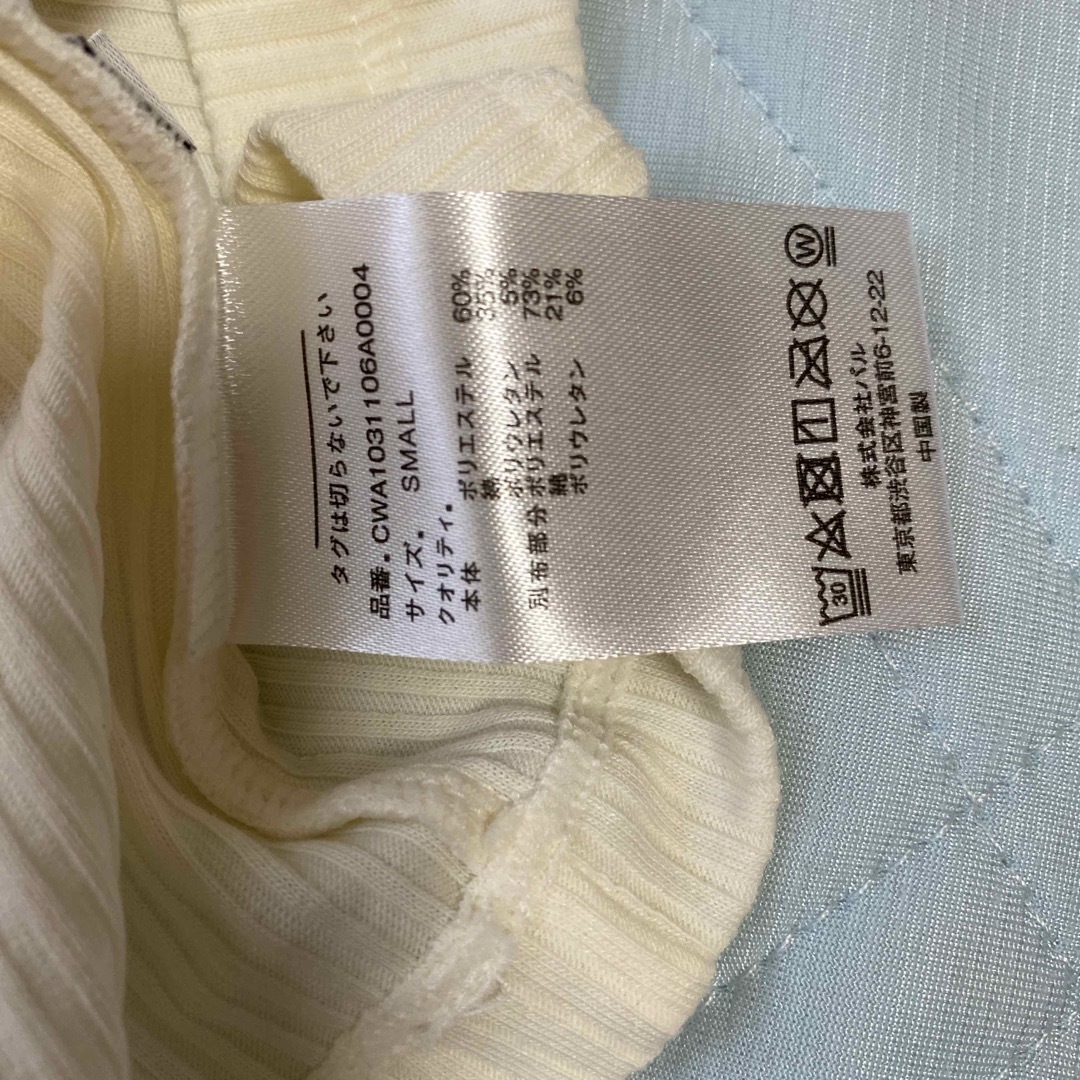 タグは切らないで下さい
品番. CWA1031106A0004
サイズ. SMALL
クオリティ.
本体 ポリエステル 60%
綿 35%
ポリウレタン 5%
別布部分 ポリエステル 73%
綿 21%
ポリウレタン 6%
30
W
株式会社パル
東京都渋谷区神宮前6-12-22
中国製